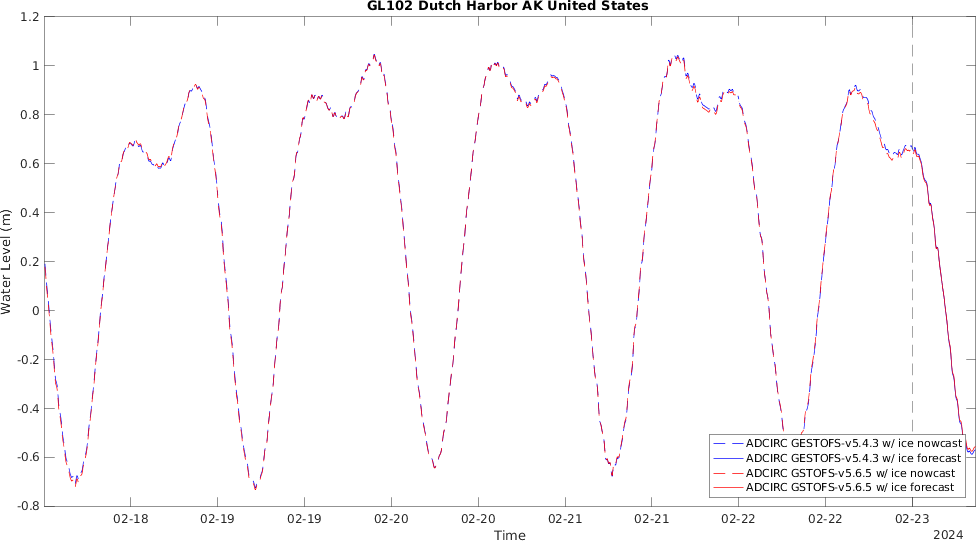 GL102 Dutch Harbor AK United States
1.2
1
0.8
0.6
0.4
0.2
0
-0.2
-0.4
-0.6
-0.8
Water Level (m)
ADCIRC GESTOFS-v5.4.3 w/ ice nowcast
ADCIRC GESTOFS-v5.4.3 w/ ice forecast
ADCIRC GSTOFS-v5.6.5 w/ ice nowcast
ADCIRC GSTOFS-v5.6.5 w/ ice forecast
02-18 02-19 02-19 02-20 02-20 02-21 02-21 02-22 02-22 02-23
Time
2024